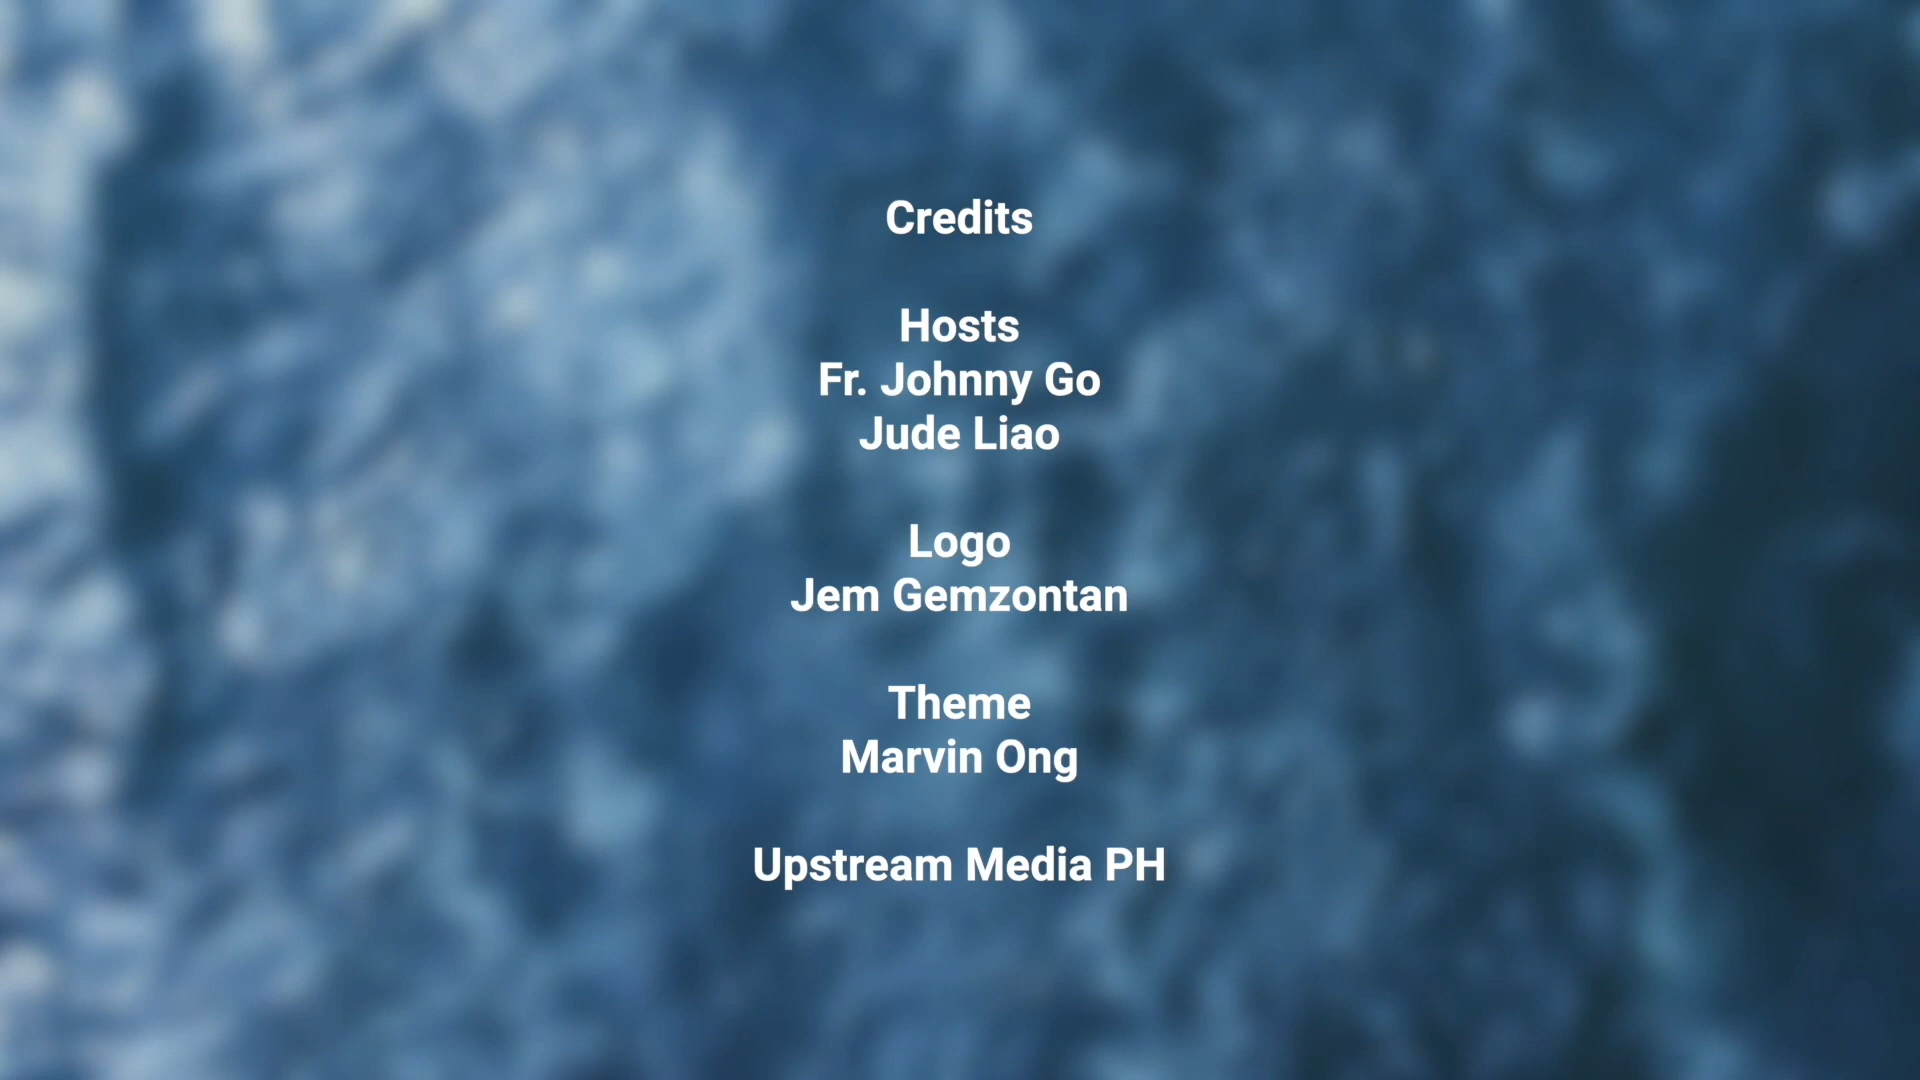 Credits
Hosts
Fr. Johnny Go
Jude Liao
Logo
Jem Gemzontan
Theme
Marvin Ong
Upstream Media PH